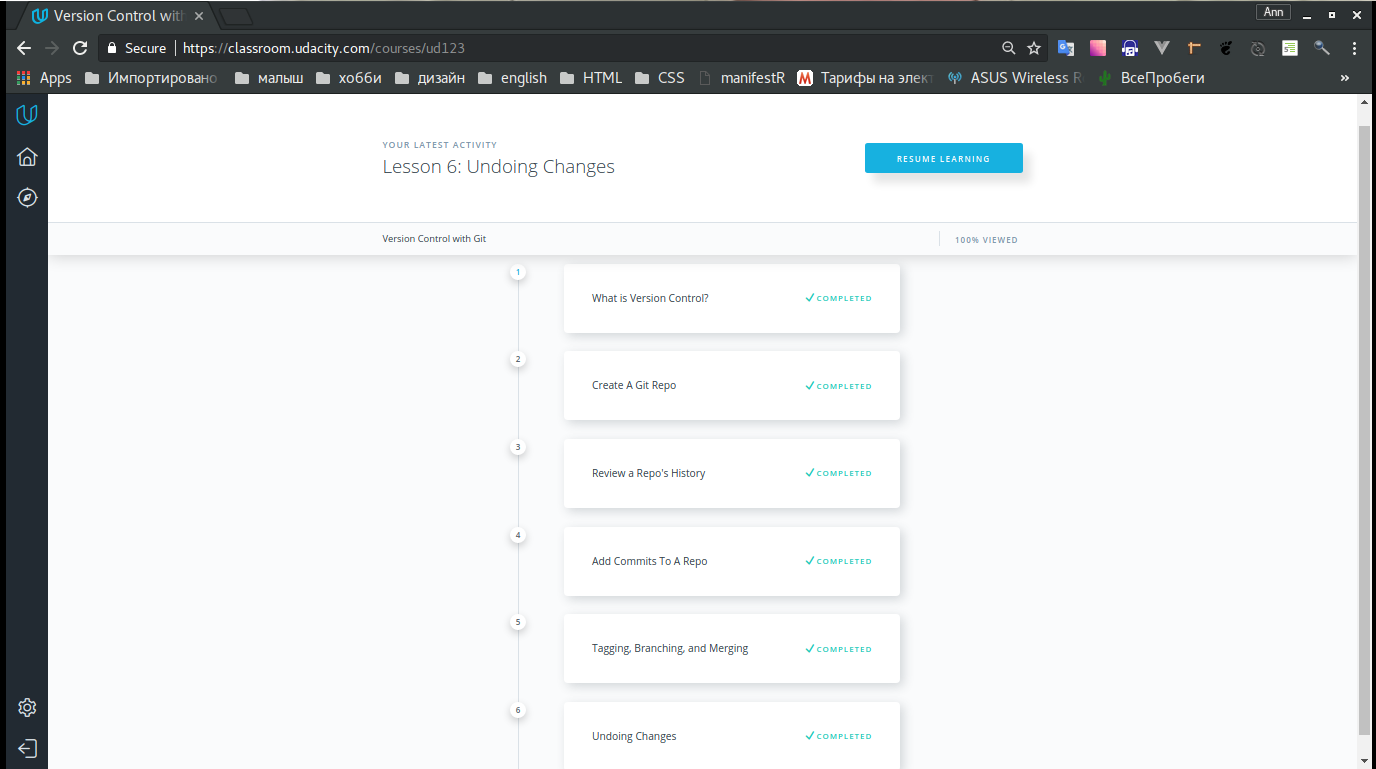 Version Control with
Ann
Secure https://classroom.udacity.com/courses/ud123
Apps Импортировано малыш хобби дизайн english HTML CSS manifestR Тарифы на элект ASUS Wireless R ВсеПробеги »
YOUR LATEST ACTIVITY
Lesson 6: Undoing Changes
RESUME LEARNING
Version Control with Git
100% VIEWED
1
What is Version Control?
COMPLETED
2
Create A Git Repo
COMPLETED
3
Review a Repo's History
COMPLETED
4
Add Commits To A Repo
COMPLETED
5
Tagging, Branching, and Merging
COMPLETED
6
Undoing Changes
COMPLETED